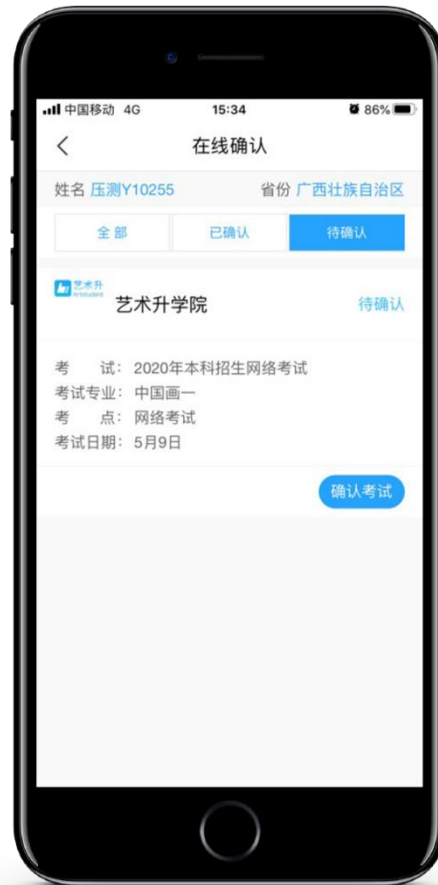 中国移动 4G 15:34 86%
在线确认
姓名 压测Y10255 省份 广西壮族自治区
全部 已确认 待确认
艺术升
Artstudent
艺术升学院 待确认
考 试: 2020年本科招生网络考试
考试专业: 中国画一
考 点: 网络考试
考试日期: 5月9日
确认考试